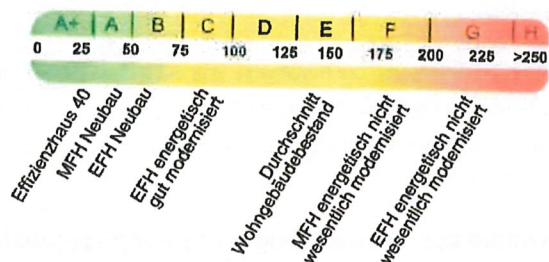 A+ A B C D E F G H
0 25 50 75 100 125 150 175 200 225 >250
Effizienzhaus 40
MFH Neubau
EFH Neubau
EFH energetisch
gut modernisiert
Durchschnitt
Wohngebäudebestand
MFH energetisch nicht
wesentlich modernisiert
EFH energetisch nicht
wesentlich modernisiert